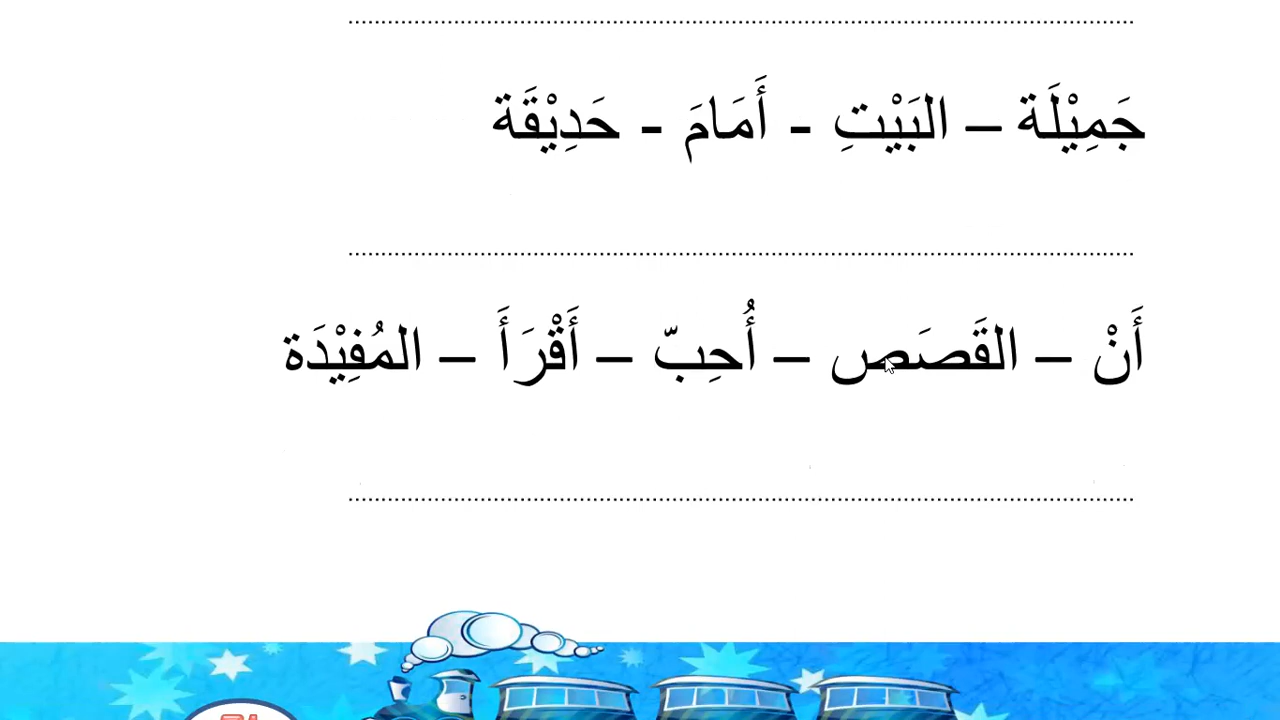 جَمِيْلَة – البَيْتِ - أَمَامَ - حَدِيْقَة
أَنْ – القَصَص – أُحِبّ – أَقْرَأَ – المُفِيْدَة